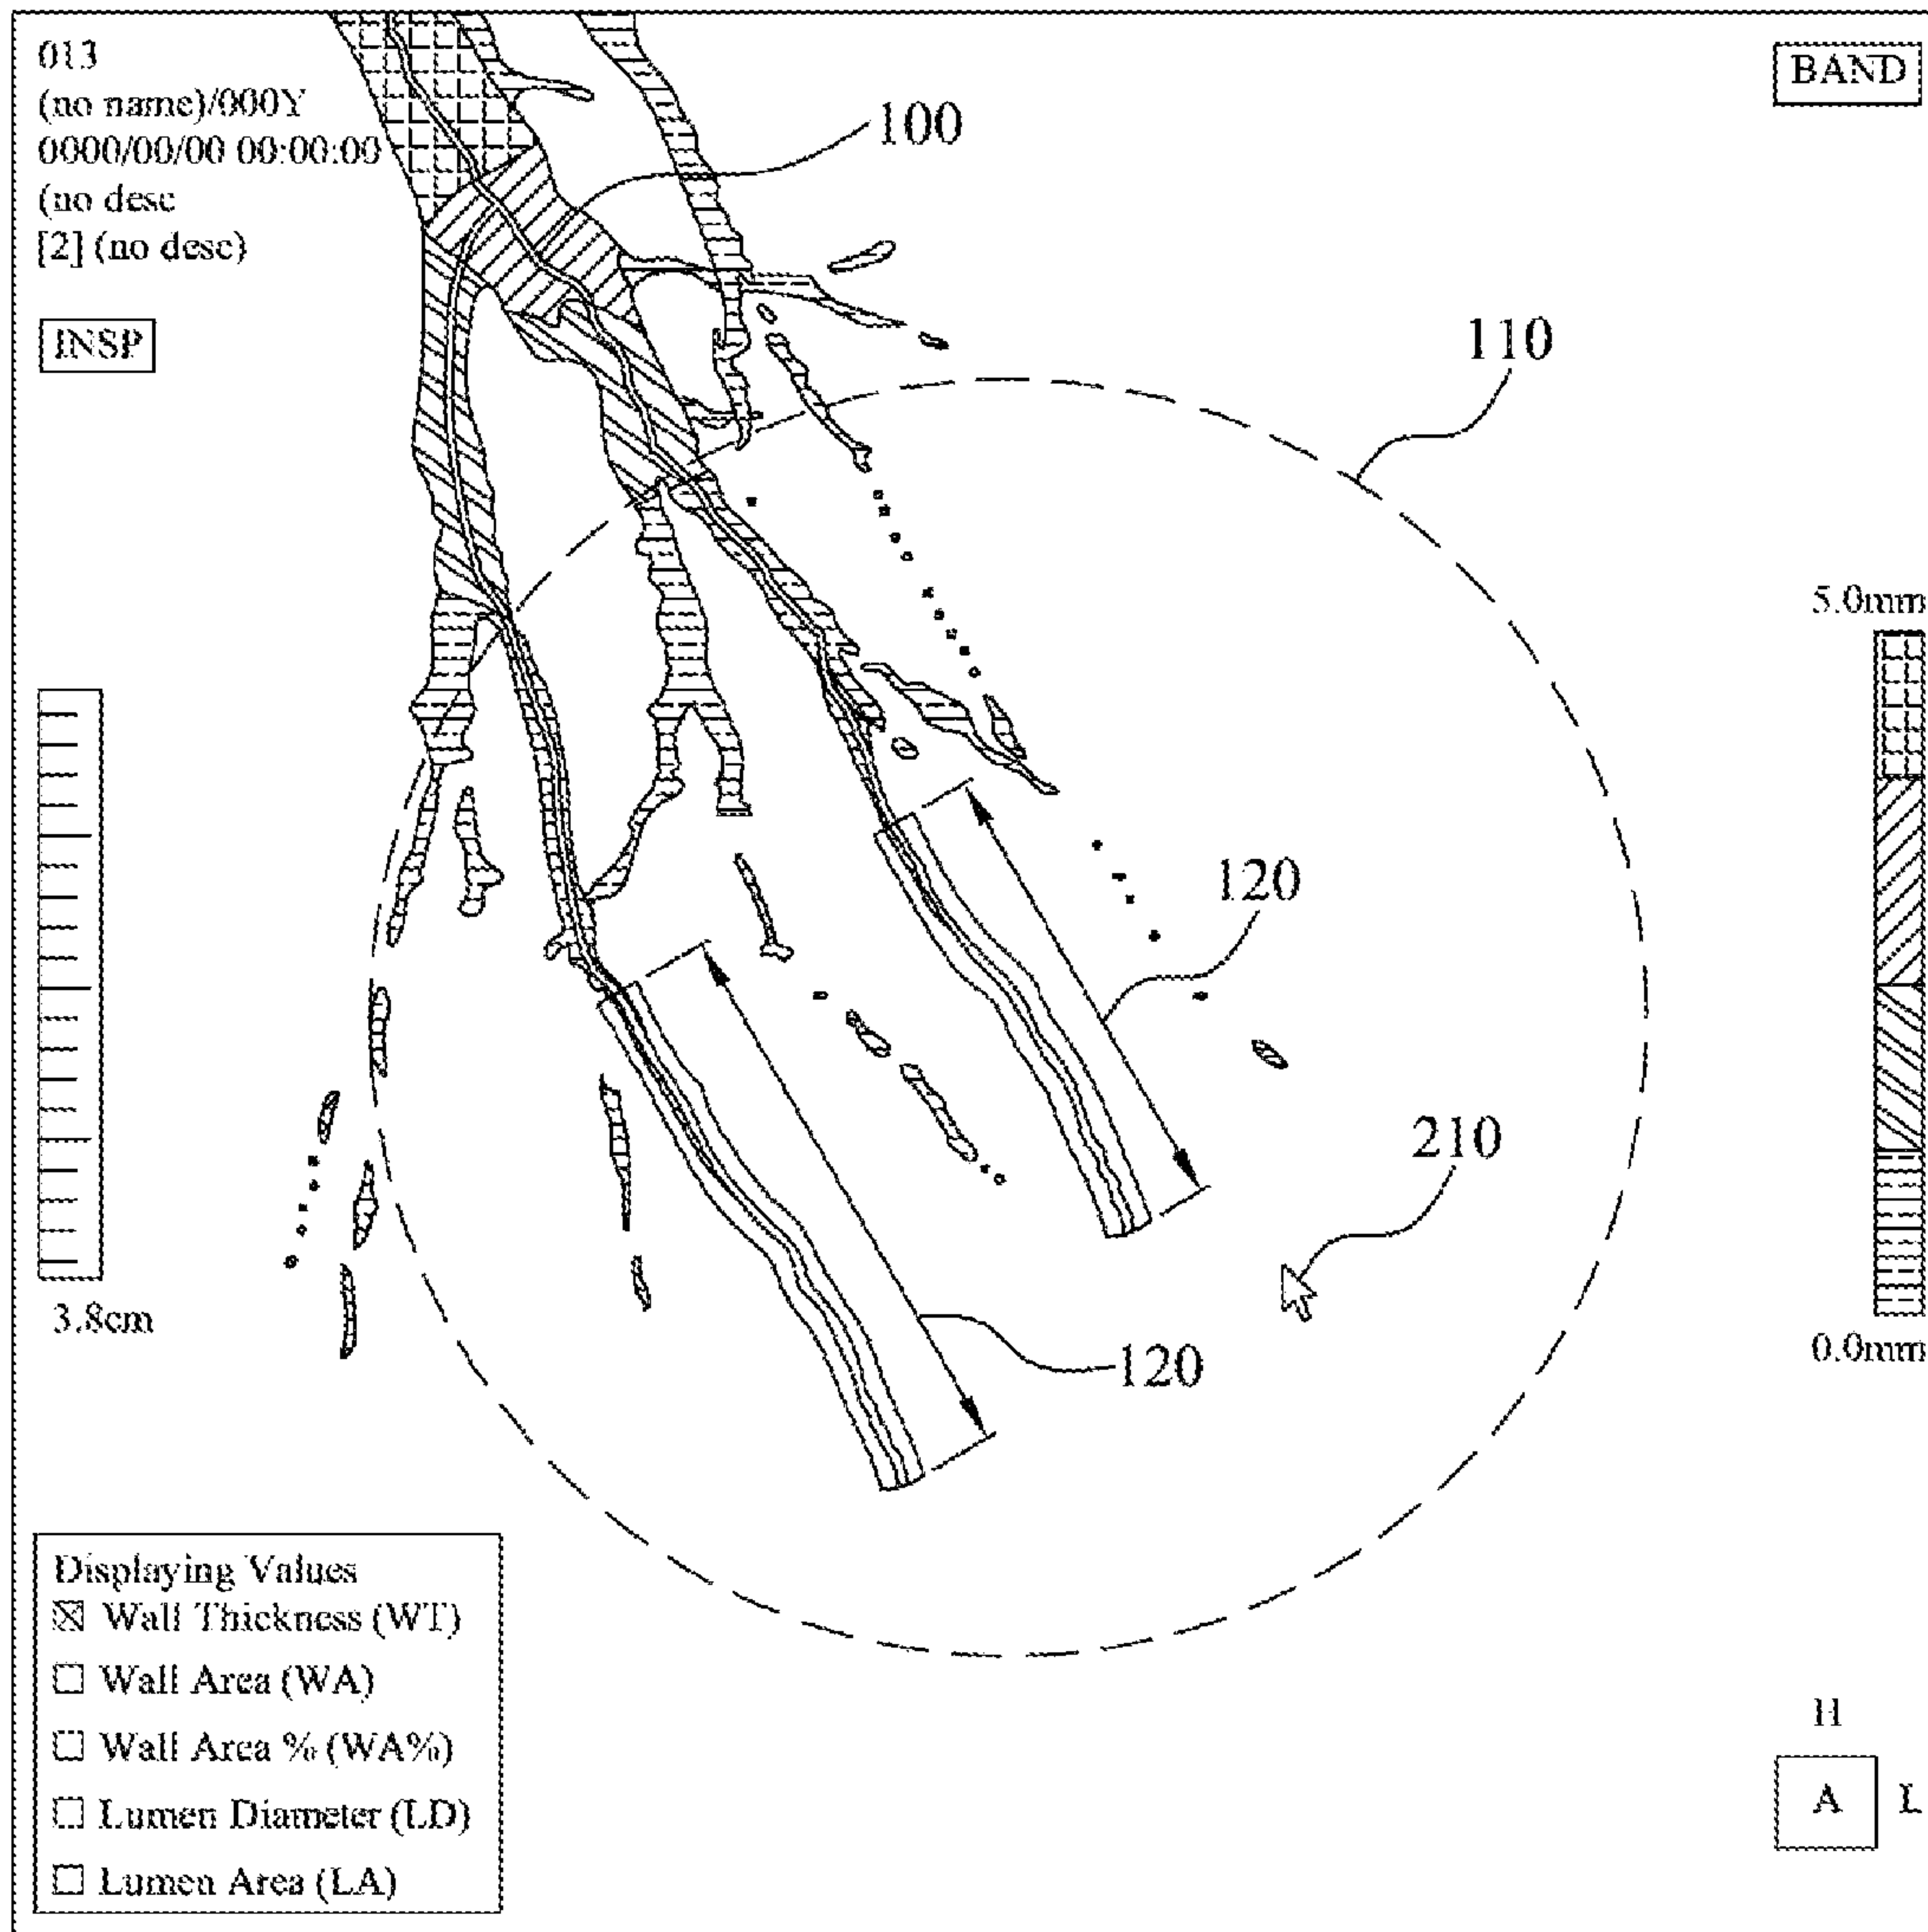 013
(no name)/000Y
0000/00/00 00:00:00
(no desc
[2] (no desc)
INSP
BAND
100
110
5.0mm
120
210
120
3.8cm
0.0mm
Displaying Values
☒ Wall Thickness (WT)
☐ Wall Area (WA)
☐ Wall Area % (WA%)
☐ Lumen Diameter (LD)
☐ Lumen Area (LA)
H
A L